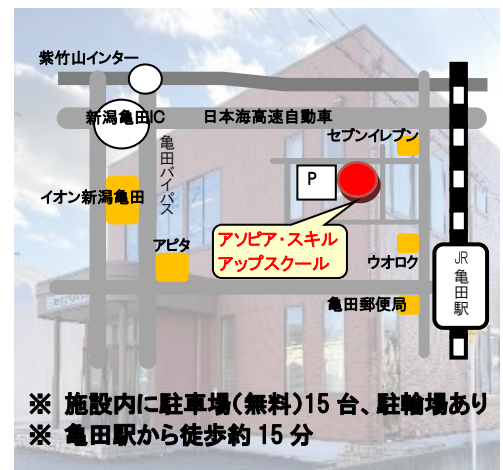 紫竹山インター
新潟亀田IC
日本海高速自動車
セブンイレブン
亀田バイパス
P
イオン新潟亀田
アピタ
アソピア・スキル
アップスクール
ウオロク
JR亀田駅
亀田郵便局
※ 施設内に駐車場(無料)15 台、駐輪場あり
※ 亀田駅から徒歩約 15 分